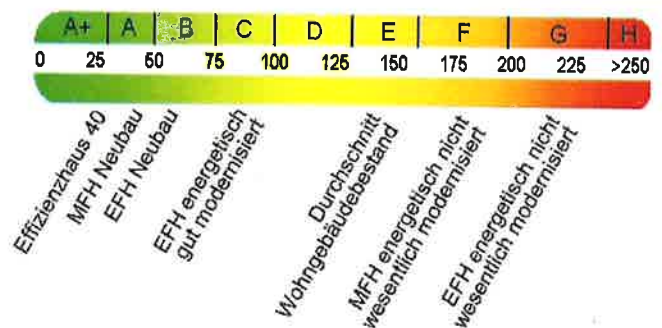 A+ A B C D E F G H
0 25 50 75 100 125 150 175 200 225 >250
Effizienzhaus 40
MFH Neubau
EFH Neubau
EFH energetisch
gut modernisiert
Durchschnitt
Wohngebäudebestand
MFH energetisch nicht
wesentlich modernisiert
EFH energetisch nicht
wesentlich modernisiert